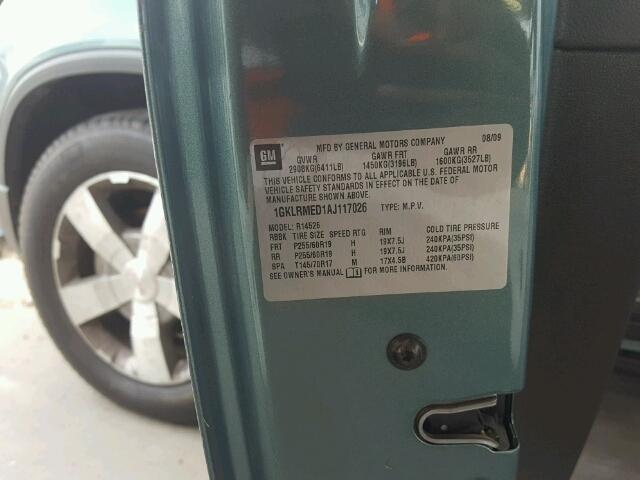 MFD BY GENERAL MOTORS COMPANY 08/09
GM GVWR GAWR FRT GAWR RR
2908KG(6411LB) 1450KG(3196LB) 1600KG(3527LB)
THIS VEHICLE CONFORMS TO ALL APPLICABLE U.S. FEDERAL MOTOR
VEHICLE SAFETY STANDARDS IN EFFECT ON THE DATE OF
MANUFACTURE SHOWN ABOVE.
1GKLRMED1AJ117026 TYPE: M.P.V.
MODEL: R14526
RBBK TIRE SIZE SPEED RTG RIM COLD TIRE PRESSURE
FRT P255/60R19 H 19X7.5J 240KPA(35PSI)
RR P255/60R19 H 19X7.5J 240KPA(35PSI)
SPA T145/70R17 M 17X4.5B 420KPA(60PSI)
SEE OWNER'S MANUAL FOR MORE INFORMATION.